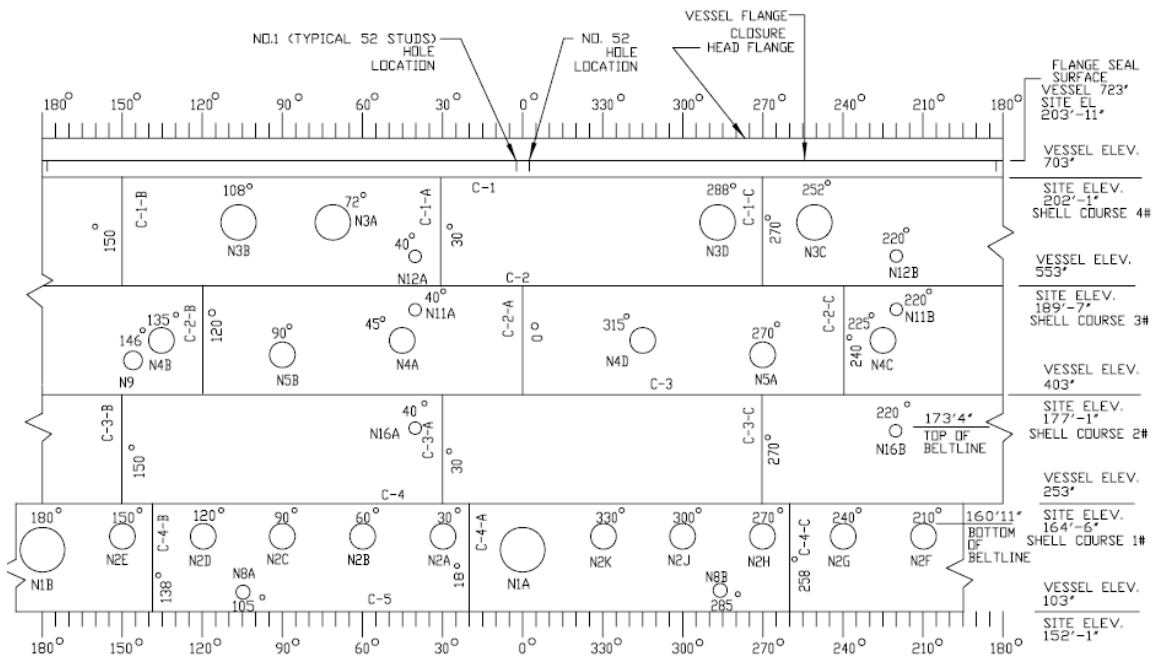 VESSEL FLANGE
CLOSURE
HEAD FLANGE
NO.1 (TYPICAL 52 STUDS)
HOLE
LOCATION
NO. 52
HOLE
LOCATION
FLANGE SEAL
SURFACE
VESSEL 723"
SITE EL
203'-11"
180° 150° 120° 90° 60° 30° 0° 330° 300° 270° 240° 210° 180°
VESSEL ELEV.
703"
C-1
C-1-B
150°
108°
N3B
72°
N3A
40°
N12A
C-1-A
30°
288°
N3D
C-1-C
270°
252°
N3C
220°
N12B
SITE ELEV.
202'-1"
SHELL COURSE 4#
C-2
VESSEL ELEV.
553"
146°
N9
135°
N4B
C-2-B
120°
90°
N5B
45°
N4A
40°
N11A
C-2-A
0°
315°
N4D
270°
N5A
C-2-C
240°
225°
N4C
220°
N11B
SITE ELEV.
189'-7"
SHELL COURSE 3#
C-3
VESSEL ELEV.
403"
C-3-B
150°
40°
N16A
C-3-A
30°
C-3-C
270°
220°
N16B
173'4"
TOP OF
BELTLINE
SITE ELEV.
177'-1"
SHELL COURSE 2#
C-4
VESSEL ELEV.
253"
180°
N1B
150°
N2E
C-4-B
138°
120°
N2D
N8A
105°
90°
N2C
60°
N2B
30°
N2A
18°
C-4-A
N1A
330°
N2K
300°
N2J
N8B
285°
270°
N2H
C-4-C
258°
240°
N2G
210°
N2F
160'11"
BOTTOM
OF
BELTLINE
SITE ELEV.
164'-6"
SHELL COURSE 1#
C-5
VESSEL ELEV.
103"
SITE ELEV.
152'-1"
180° 150° 120° 90° 60° 30° 0° 330° 300° 270° 240° 210° 180°